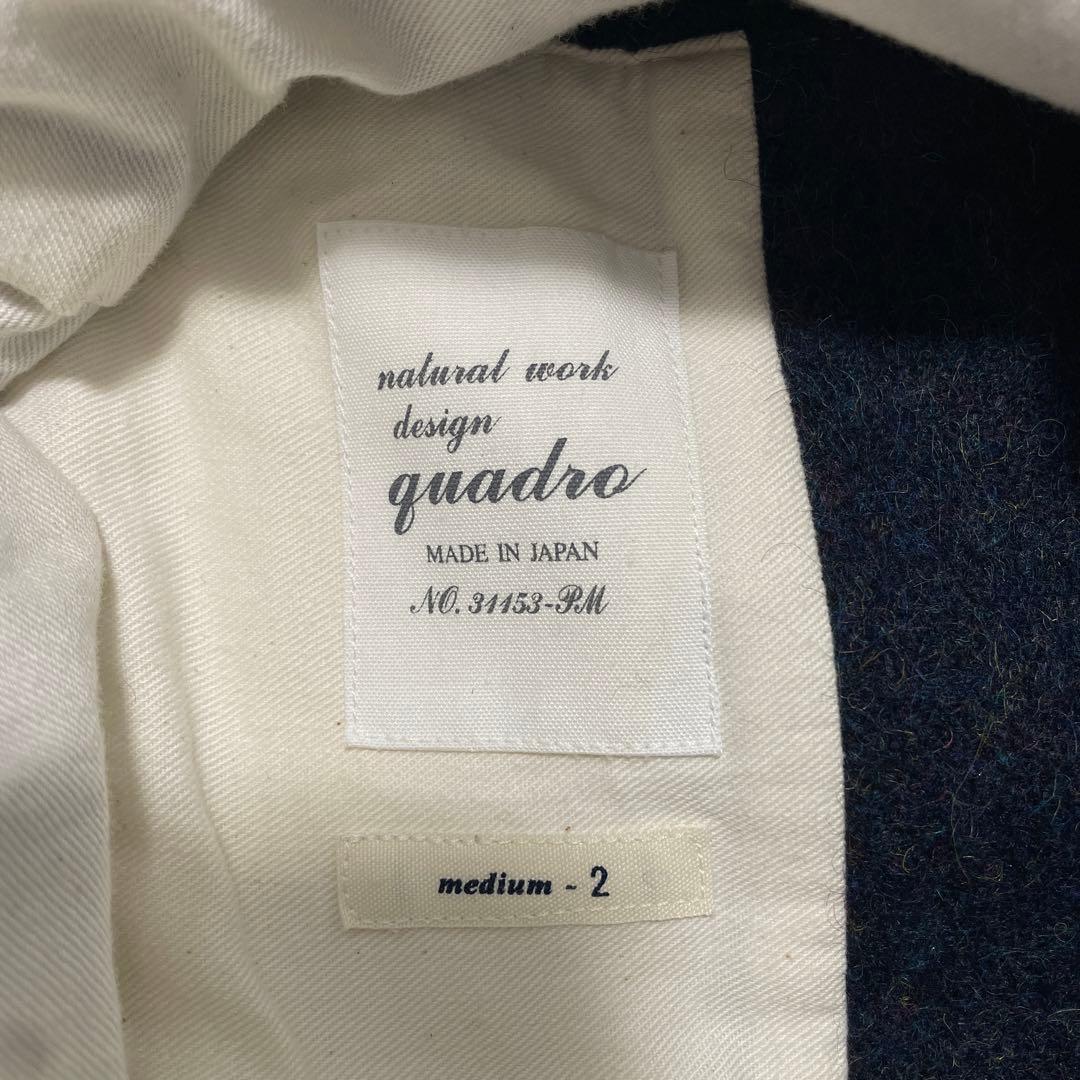 natural work
design
quadro
MADE IN JAPAN
NO. 31153-PM
medium - 2